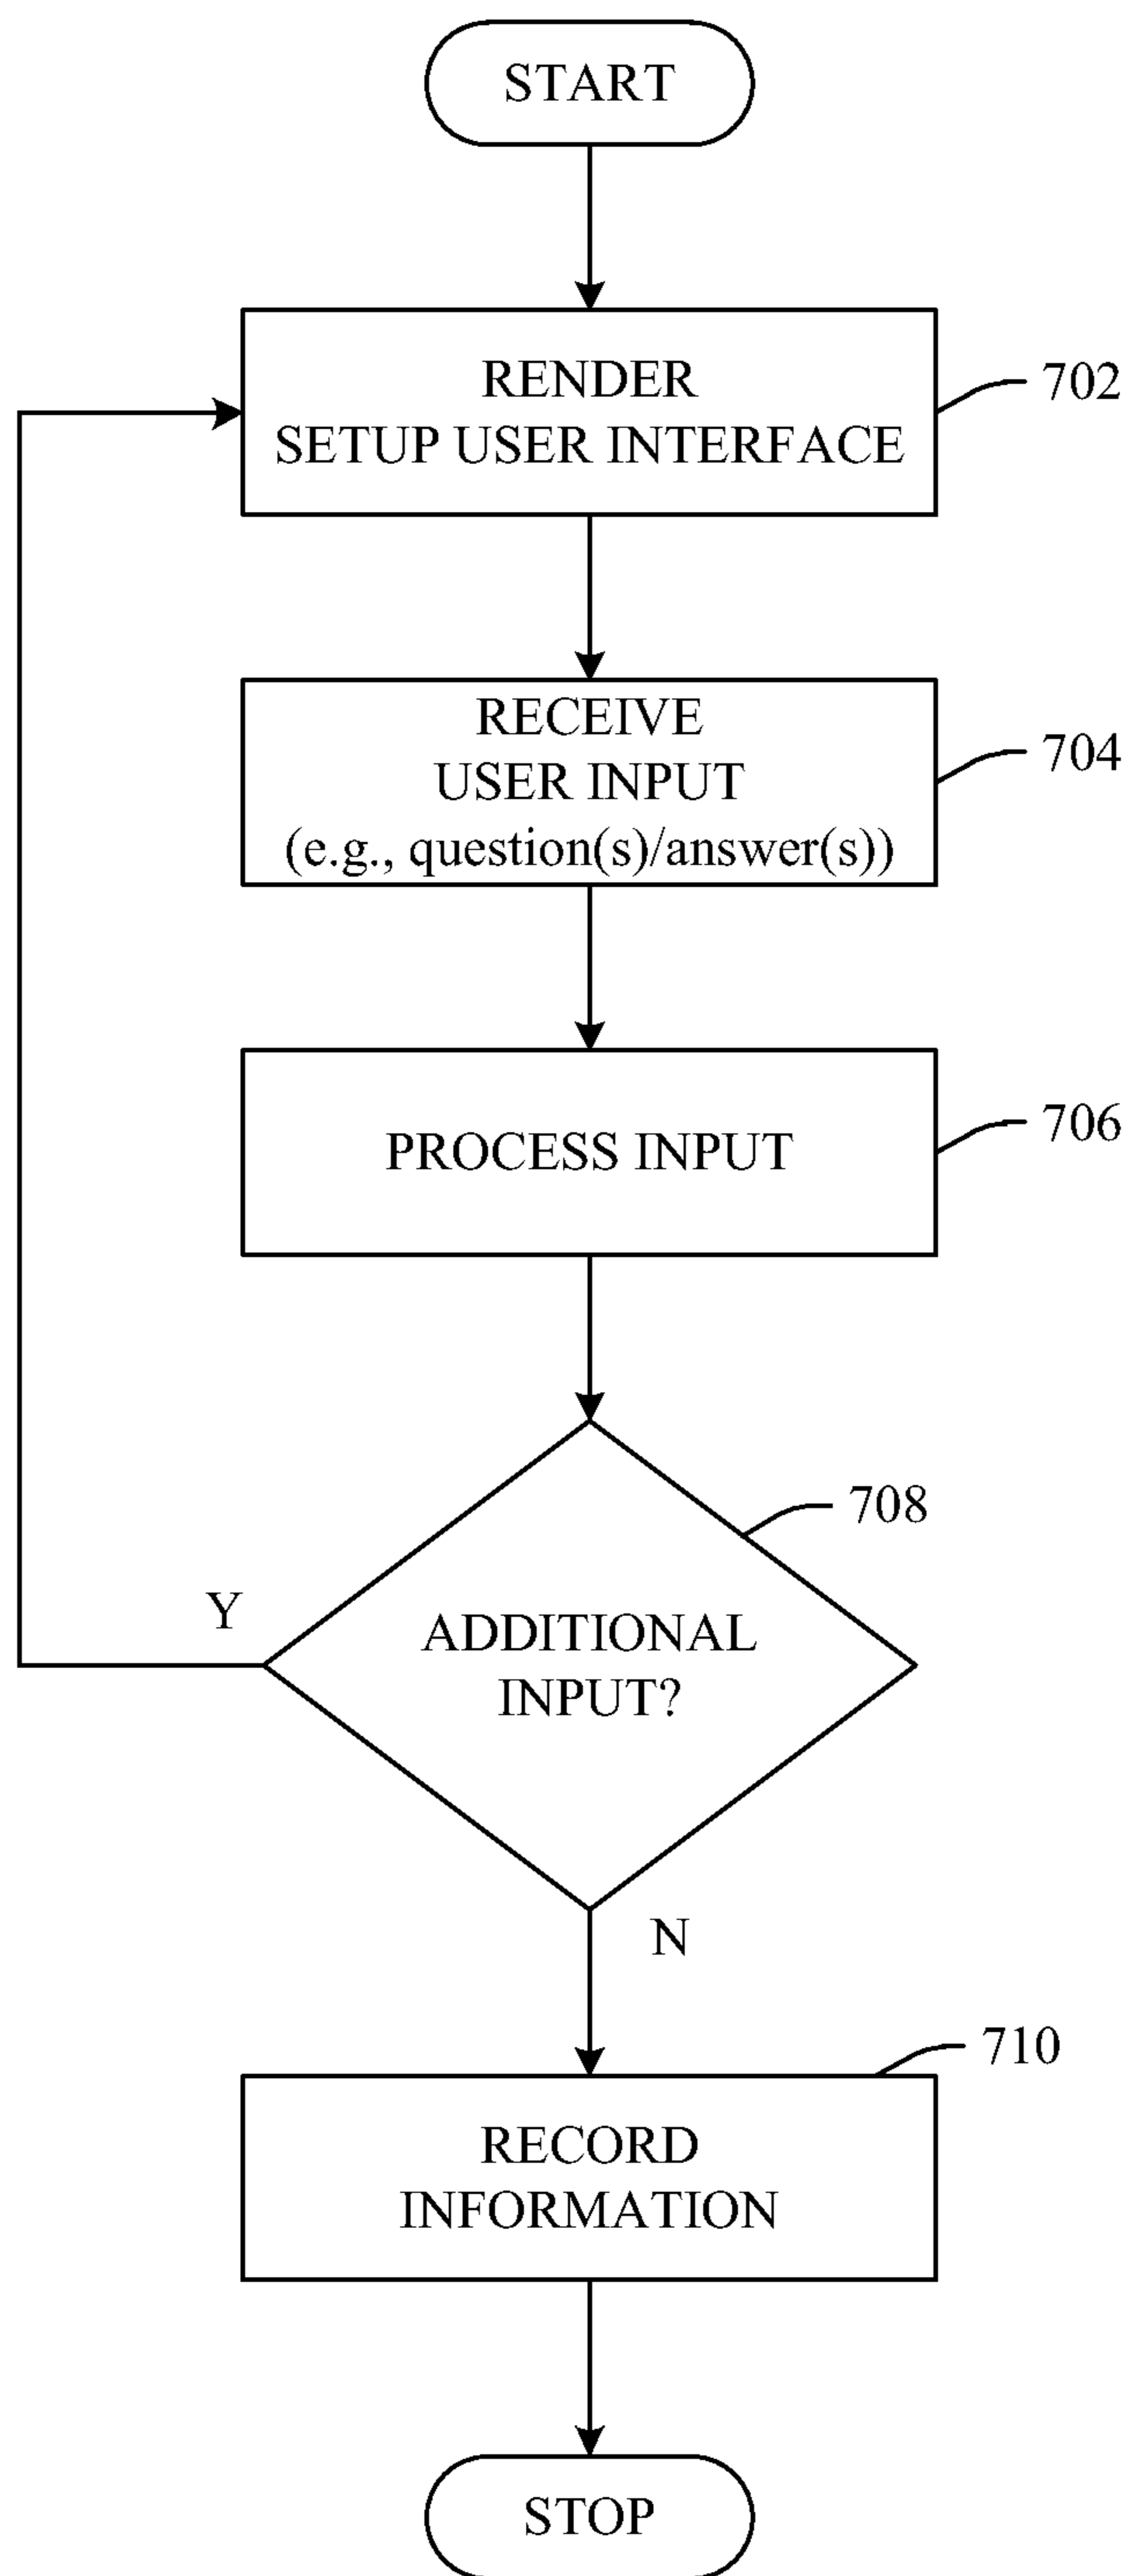 START
RENDER
SETUP USER INTERFACE
702
RECEIVE
USER INPUT
(e.g., question(s)/answer(s))
704
PROCESS INPUT
706
708
Y
ADDITIONAL
INPUT?
N
710
RECORD
INFORMATION
STOP